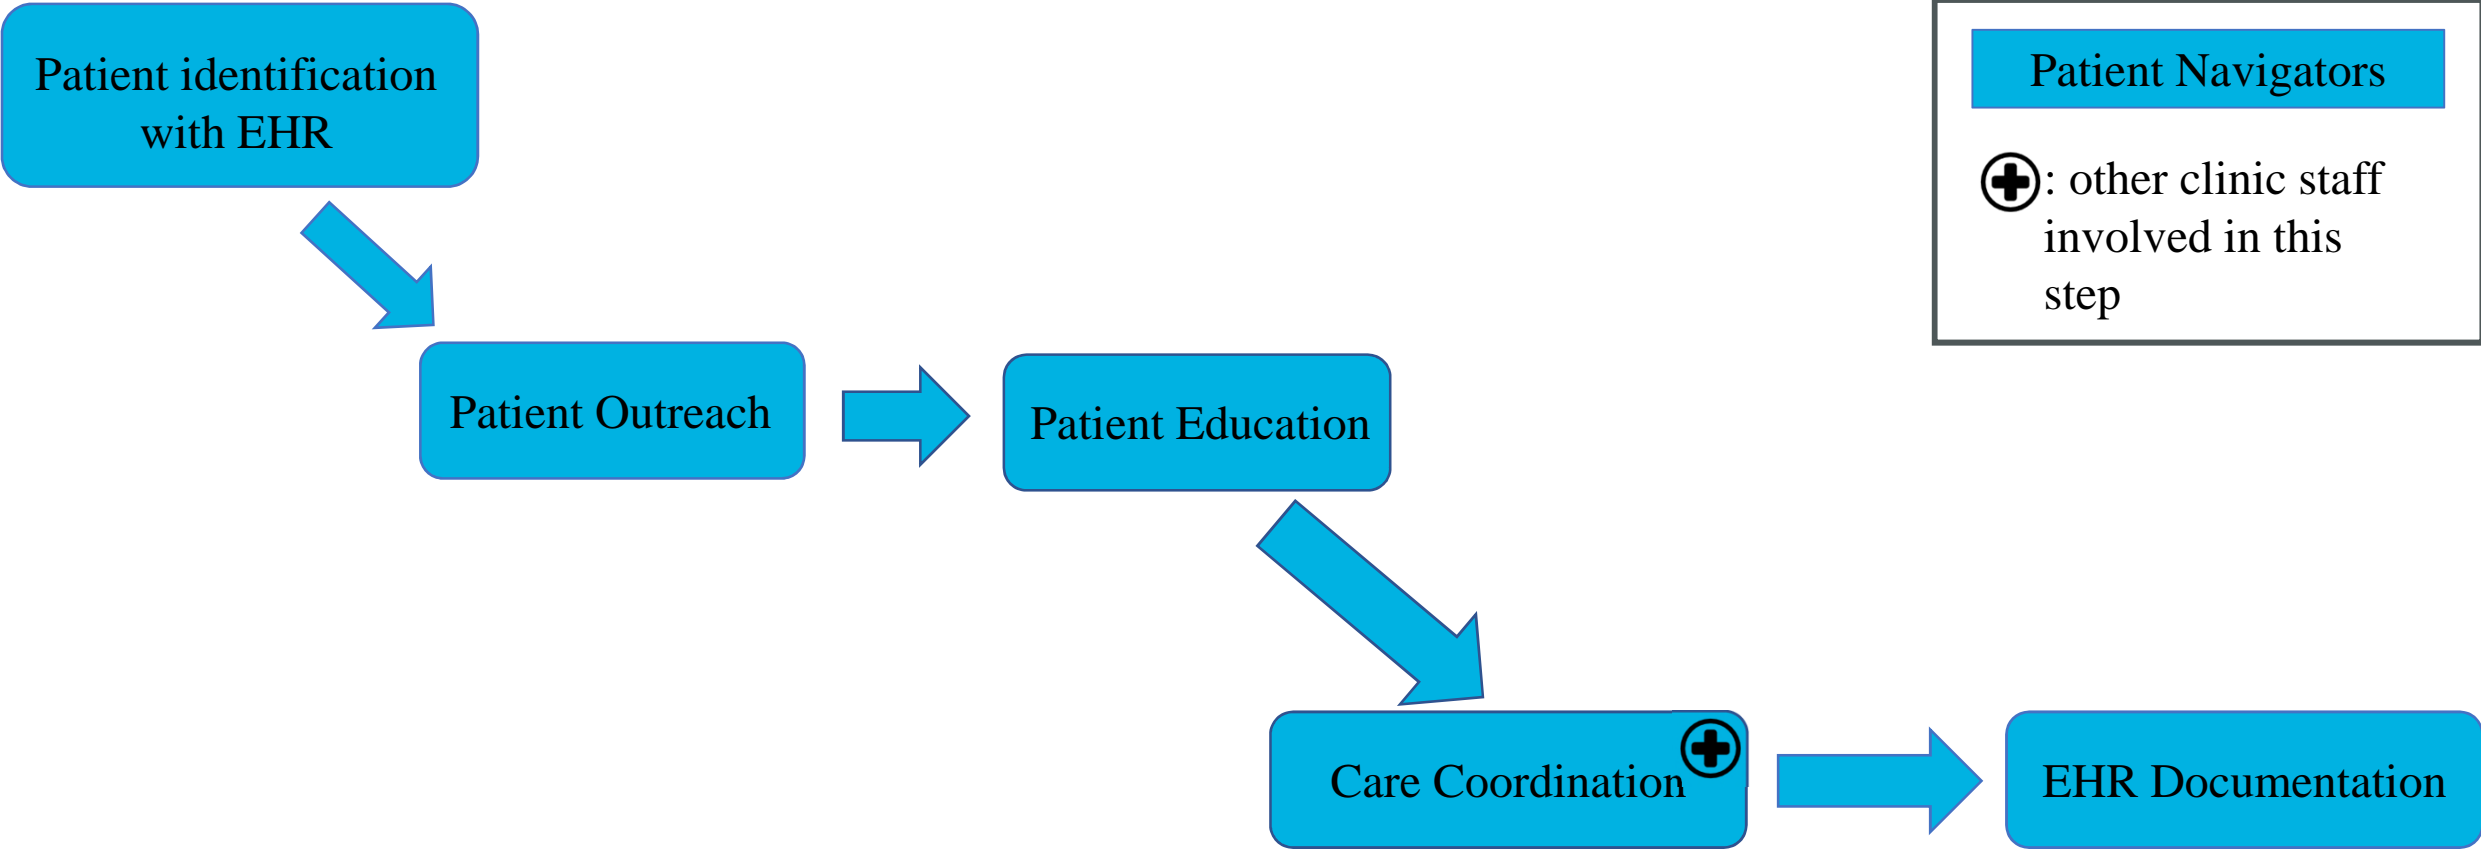 Patient identification
with EHR
Patient Navigators
: other clinic staff
involved in this
step
Patient Outreach
Patient Education
Care Coordination
EHR Documentation